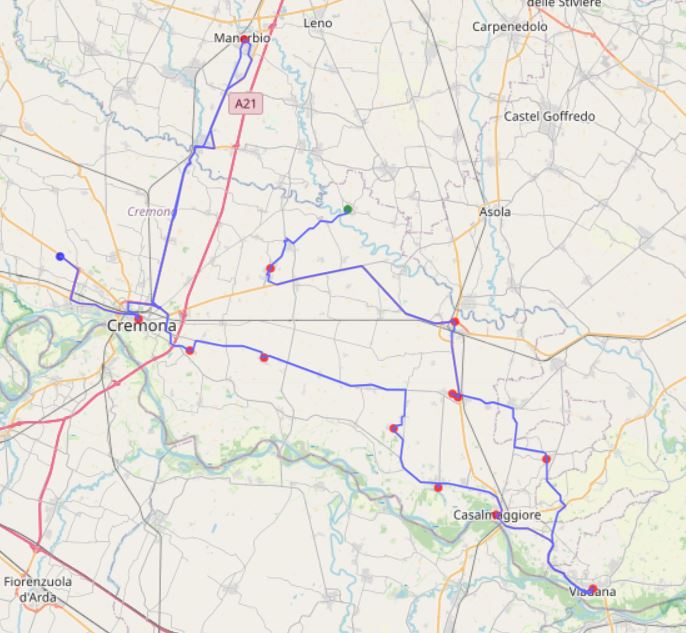 delle Stiviere
Leno
Carpenedolo
Manerbio
A21
Castel Goffredo
Cremona
Asola
Cremona
Casalmaggiore
Fiorenzuola
d'Arda
Viadana